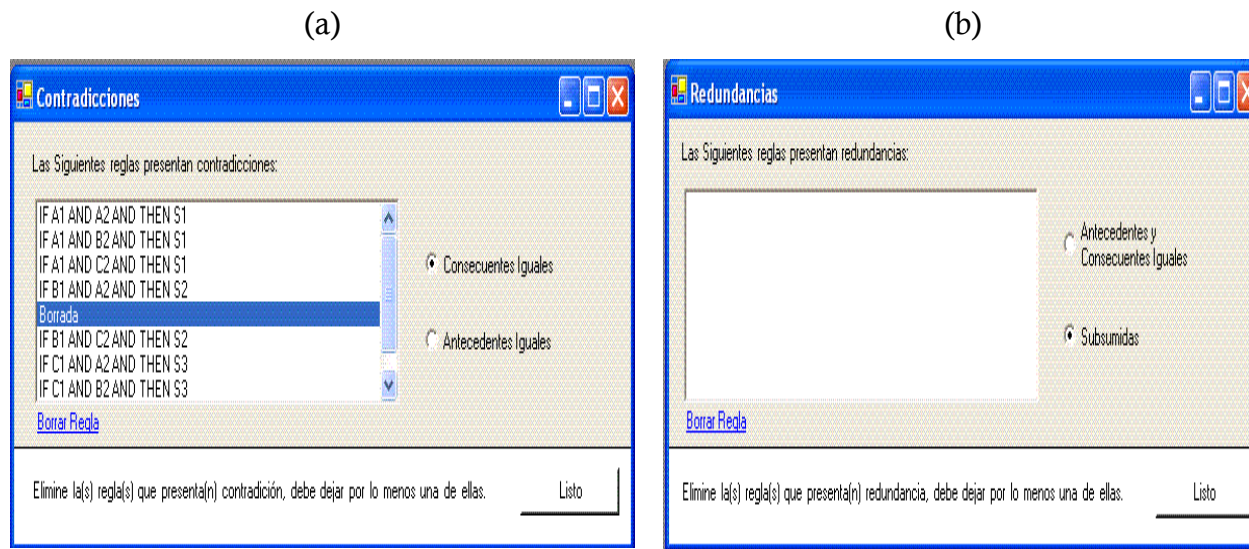 (a)
Contradicciones
Las Siguientes reglas presentan contradicciones:
IF A1 AND A2 AND THEN S1
IF A1 AND B2 AND THEN S1
IF A1 AND C2 AND THEN S1
IF B1 AND A2 AND THEN S2
Borrada
IF B1 AND C2 AND THEN S2
IF C1 AND A2 AND THEN S3
IF C1 AND B2 AND THEN S3
Consecuentes Iguales
Antecedentes Iguales
Borrar Regla
Elimine la(s) regla(s) que presenta(n) contradición, debe dejar por lo menos una de ellas.
Listo
(b)
Redundancias
Las Siguientes reglas presentan redundancias:
Antecedentes y
Consecuentes Iguales
Subsumidas
Borrar Regla
Elimine la(s) regla(s) que presenta(n) redundancia, debe dejar por lo menos una de ellas.
Listo